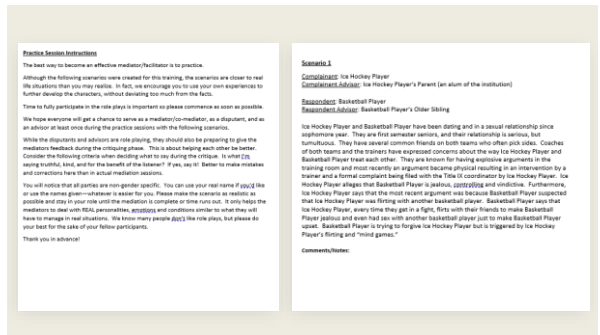 Practice Session Instructions
The best way to become an effective mediator/facilitator is to practice.
Although the following scenarios were created for this training, the scenarios are closer to real
life situations than you may realize. In fact, we encourage you to use your own experiences to
further develop the characters, without deviating too much from the facts.
Time to fully participate in the role plays is important so please commence as soon as possible.
We hope everyone will get a chance to serve as a mediator/co-mediator, as a disputant, and as
an advisor at least once during the practice sessions with the following scenarios.
While the disputants and advisors are role playing, they should also be preparing to give the
mediators feedback during the critiquing phase. This is about helping each other be better.
Consider the following criteria when deciding what to say during the critique. Is what I'm
saying truthful, kind, and for the benefit of the listener? If yes, say it! Better to make mistakes
and corrections here than in actual mediation sessions.
You will notice that all parties are non-gender specific. You can use your real name if you'd like
or use the names given—whatever is easier for you. Please make the scenario as realistic as
possible and stay in your role until the mediation is complete or time runs out. It only helps the
mediators to deal with REAL personalities, emotions and conditions similar to what they will
have to manage in real situations. We know many people don't like role plays, but please do
your best for the sake of your fellow participants.
Thank you in advance!
Scenario 1
Complainant: Ice Hockey Player
Complainant Advisor: Ice Hockey Player's Parent (an alum of the institution)
Respondent: Basketball Player
Respondent Advisor: Basketball Player's Older Sibling
Ice Hockey Player and Basketball Player have been dating and in a sexual relationship since
sophomore year. They are first semester seniors, and their relationship is serious, but
tumultuous. They have several common friends on both teams who often pick sides. Coaches
of both teams and the trainers have expressed concerns about the way Ice Hockey Player and
Basketball Player treat each other. They are known for having explosive arguments in the
training room and most recently an argument became physical resulting in an intervention by a
trainer and a formal complaint being filed with the Title IX coordinator by Ice Hockey Player. Ice
Hockey Player alleges that Basketball Player is jealous, controlling and vindictive. Furthermore,
Ice Hockey Player says that the most recent argument was because Basketball Player suspected
that Ice Hockey Player was flirting with another basketball player. Basketball Player says that
Ice Hockey Player, every time they get in a fight, flirts with their friends to make Basketball
Player jealous and even had sex with another basketball player just to make Basketball Player
upset. Basketball Player is trying to forgive Ice Hockey Player but is triggered by Ice Hockey
Player's flirting and "mind games."
Comments/Notes: